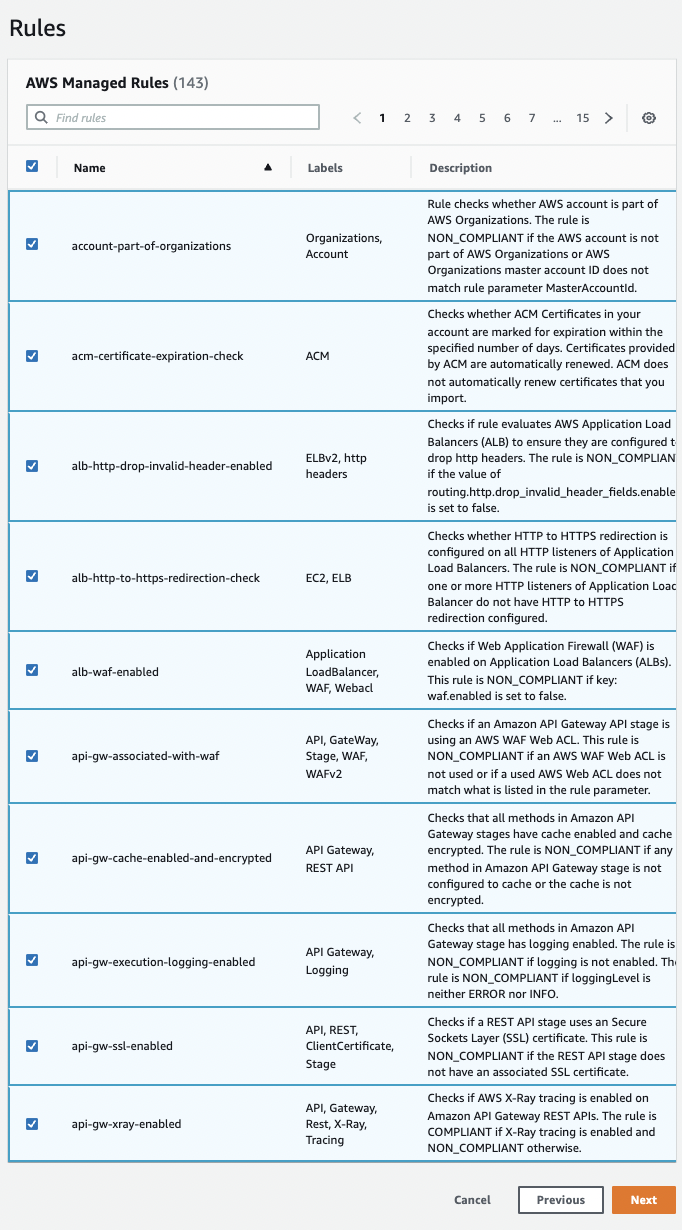 Rules
AWS Managed Rules (143)
Find rules
1 2 3 4 5 6 7 ... 15
Name Labels Description
account-part-of-organizations
Organizations,
Account
Rule checks whether AWS account is part of
AWS Organizations. The rule is
NON_COMPLIANT if the AWS account is not
part of AWS Organizations or AWS
Organizations master account ID does not
match rule parameter MasterAccountId.
acm-certificate-expiration-check
ACM
Checks whether ACM Certificates in your
account are marked for expiration within the
specified number of days. Certificates provided
by ACM are automatically renewed. ACM does
not automatically renew certificates that you
import.
alb-http-drop-invalid-header-enabled
ELBv2, http
headers
Checks if rule evaluates AWS Application Load
Balancers (ALB) to ensure they are configured t
drop http headers. The rule is NON_COMPLIAN
if the value of
routing.http.drop_invalid_header_fields.enable
is set to false.
alb-http-to-https-redirection-check
EC2, ELB
Checks whether HTTP to HTTPS redirection is
configured on all HTTP listeners of Application
Load Balancers. The rule is NON_COMPLIANT if
one or more HTTP listeners of Application Load
Balancer do not have HTTP to HTTPS
redirection configured.
alb-waf-enabled
Application
LoadBalancer,
WAF, Webacl
Checks if Web Application Firewall (WAF) is
enabled on Application Load Balancers (ALBs).
This rule is NON_COMPLIANT if key:
waf.enabled is set to false.
api-gw-associated-with-waf
API, GateWay,
Stage, WAF,
WAFv2
Checks if an Amazon API Gateway API stage is
using an AWS WAF Web ACL. This rule is
NON_COMPLIANT if an AWS WAF Web ACL is
not used or if a used AWS Web ACL does not
match what is listed in the rule parameter.
api-gw-cache-enabled-and-encrypted
API Gateway,
REST API
Checks that all methods in Amazon API
Gateway stages have cache enabled and cache
encrypted. The rule is NON_COMPLIANT if any
method in Amazon API Gateway stage is not
configured to cache or the cache is not
encrypted.
api-gw-execution-logging-enabled
API Gateway,
Logging
Checks that all methods in Amazon API
Gateway stage has logging enabled. The rule is
NON_COMPLIANT if logging is not enabled. The
rule is NON_COMPLIANT if loggingLevel is
neither ERROR nor INFO.
api-gw-ssl-enabled
API, REST,
ClientCertificate,
Stage
Checks if a REST API stage uses an Secure
Sockets Layer (SSL) certificate. This rule is
NON_COMPLIANT if the REST API stage does
not have an associated SSL certificate.
api-gw-xray-enabled
API, Gateway,
Rest, X-Ray,
Tracing
Checks if AWS X-Ray tracing is enabled on
Amazon API Gateway REST APIs. The rule is
COMPLIANT if X-Ray tracing is enabled and
NON_COMPLIANT otherwise.
Cancel Previous Next